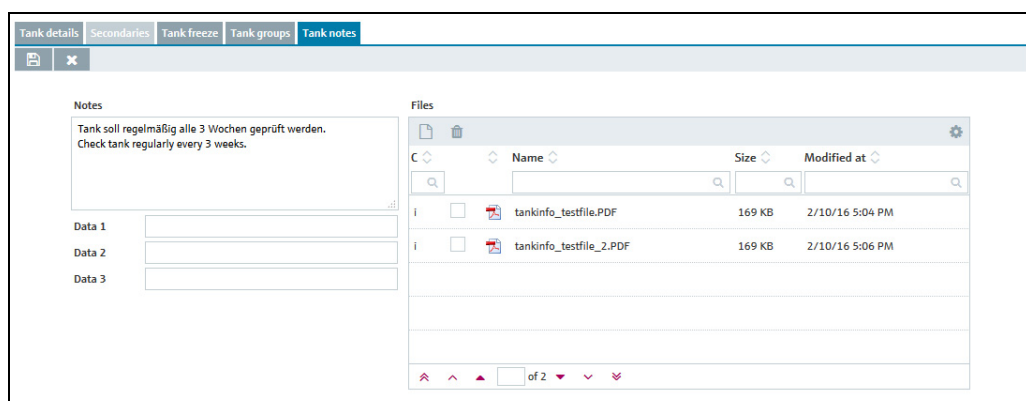 Tank details Secondaries Tank freeze Tank groups Tank notes
Notes
Tank soll regelmäßig alle 3 Wochen geprüft werden.
Check tank regularly every 3 weeks.
Data 1
Data 2
Data 3
Files
C Name Size Modified at
i tankinfo_testfile.PDF 169 KB 2/10/16 5:04 PM
i tankinfo_testfile_2.PDF 169 KB 2/10/16 5:06 PM
of 2